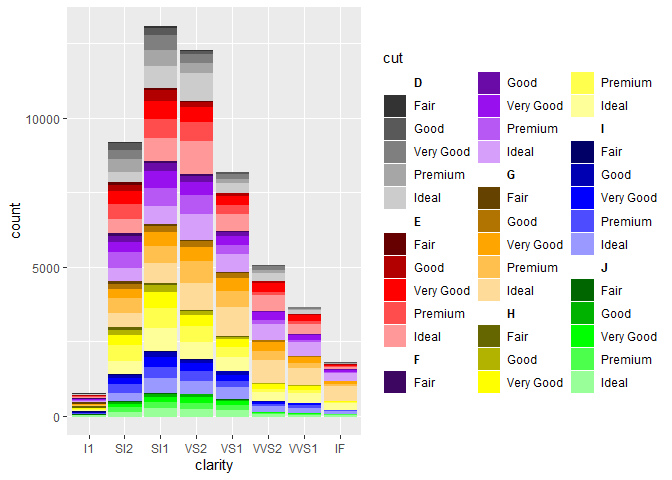 count
10000
5000
0
I1 SI2 SI1 VS2 VS1 VVS2 VVS1 IF
clarity
cut
D
Fair
Good
Very Good
Premium
Ideal
E
Fair
Good
Very Good
Premium
Ideal
F
Fair
Good
Very Good
Premium
Ideal
G
Fair
Good
Very Good
Premium
Ideal
H
Fair
Good
Very Good
Premium
Ideal
I
Fair
Good
Very Good
Premium
Ideal
J
Fair
Good
Very Good
Premium
Ideal